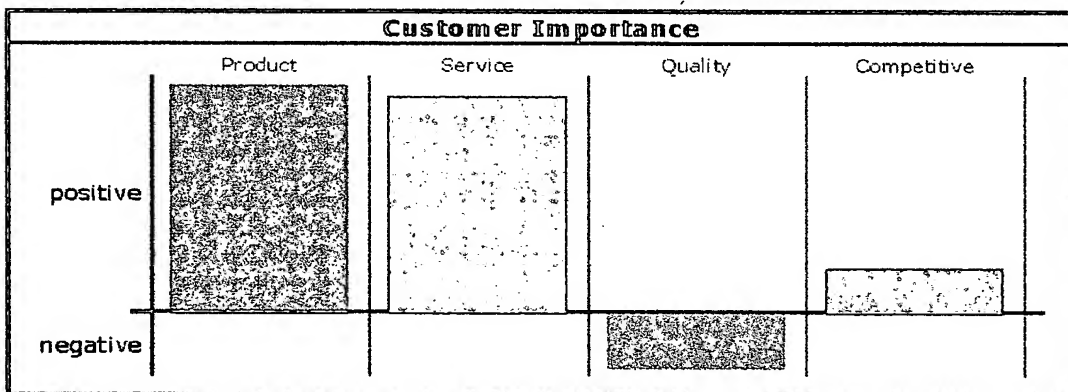 Customer Importance
Product Service Quality Competitive
positive
negative